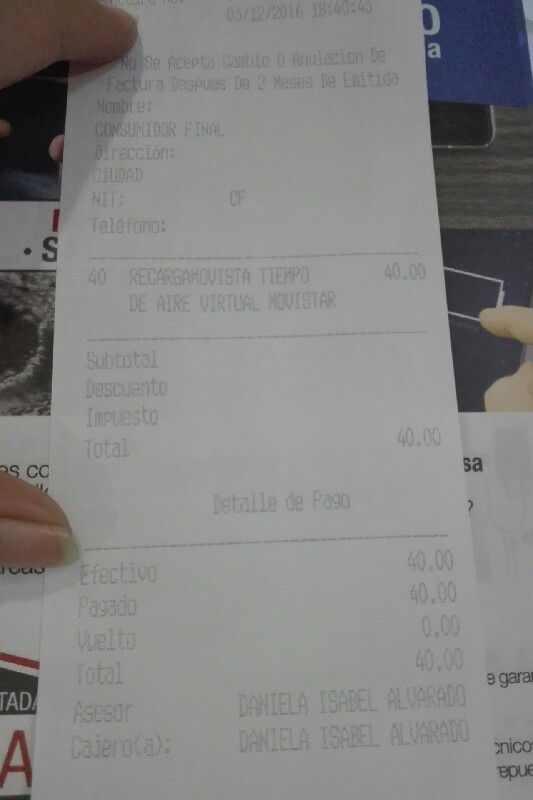 03/12/2016 18:40:43
No Se Acepta Cambio O Anulacion De
Factura Despues De 2 Meses De Emitida
Nombre:
CONSUMIDOR FINAL
Dirección:
CIUDAD
NIT: CF
Teléfono:
40 RECARGAMOVISTA TIEMPO 40.00
DE AIRE VIRTUAL MOVISTAR
Subtotal
Descuento
Impuesto
Total 40.00
Detalle de Pago
Efectivo 40.00
Pagado 40.00
Vuelto 0.00
Total 40.00
Asesor DANIELA ISABEL ALVARADO
Cajero(a): DANIELA ISABEL ALVARADO